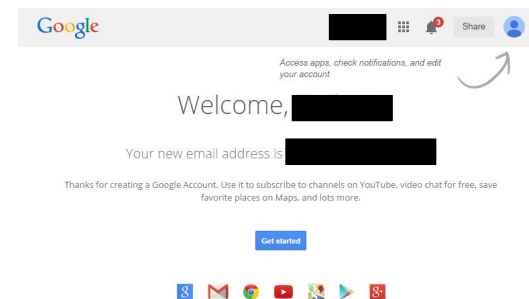 Google
3
Share
Access apps, check notifications, and edit
your account
Welcome,
Your new email address is
Thanks for creating a Google Account. Use it to subscribe to channels on YouTube, video chat for free, save
favorite places on Maps, and lots more.
Get started
8
g+